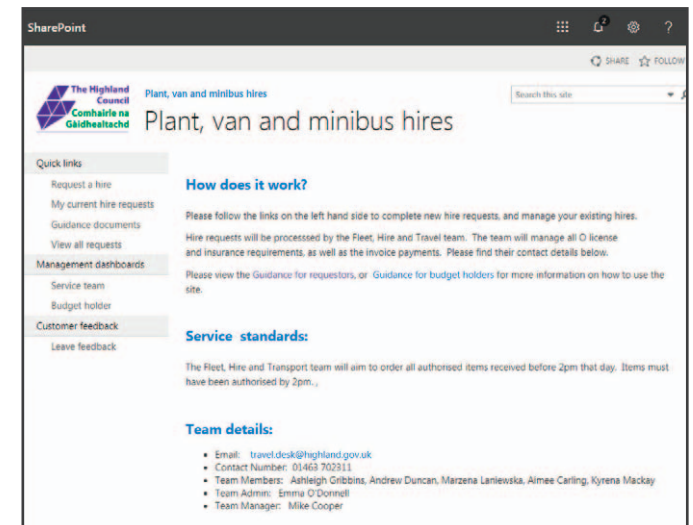 SharePoint
2
?
SHARE FOLLOW
The Highland
Council
Comhairle na
Gàidhealtachd
Plant, van and minibus hires
Search this site
Plant, van and minibus hires
Quick links
Request a hire
My current hire requests
Guidance documents
View all requests
Management dashboards
Service team
Budget holder
Customer feedback
Leave feedback
How does it work?
Please follow the links on the left hand side to complete new hire requests, and manage your existing hires.
Hire requests will be processsed by the Fleet, Hire and Travel team. The team will manage all O license
and insurance requirements, as well as the invoice payments. Please find their contact details below.
Please view the Guidance for requestors, or Guidance for budget holders for more information on how to use the
site.
Service standards:
The Fleet, Hire and Transport team will aim to order all authorised items received before 2pm that day. Items must
have been authorised by 2pm. ,
Team details:
• Email: travel.desk@highland.gov.uk
• Contact Number: 01463 702311
• Team Members: Ashleigh Gribbins, Andrew Duncan, Marzena Laniewska, Aimee Carling, Kyrena Mackay
• Team Admin: Emma O'Donnell
• Team Manager: Mike Cooper